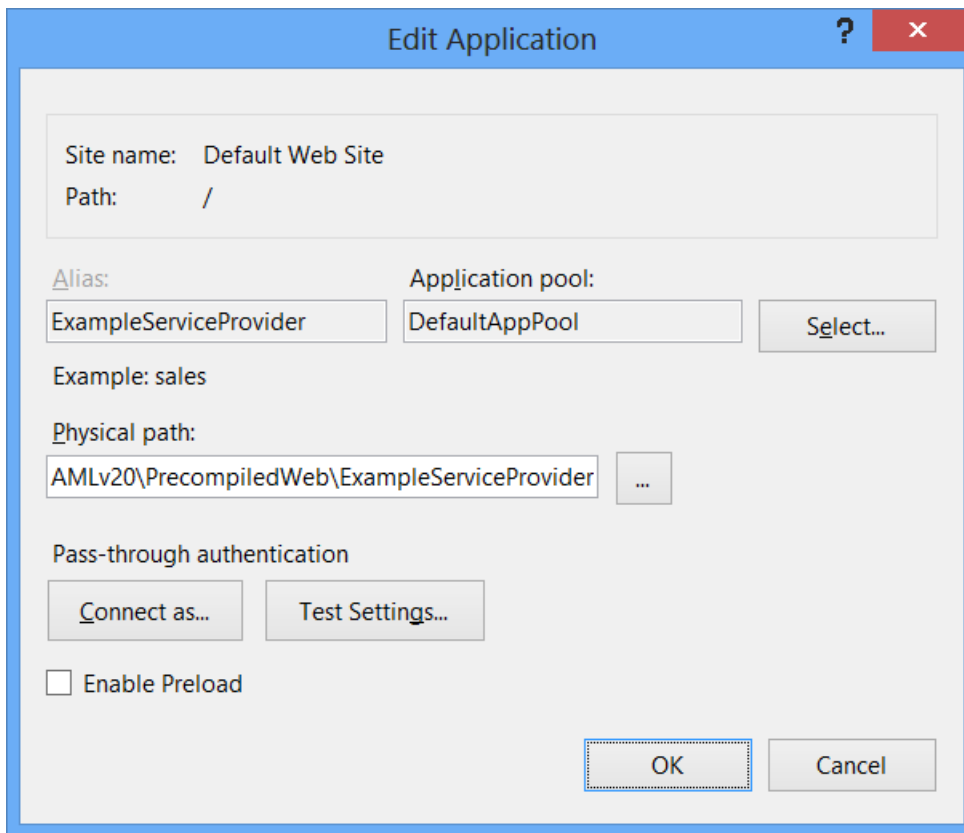 Edit Application
?
Site name: Default Web Site
Path: /
Alias: Application pool:
ExampleServiceProvider DefaultAppPool Select...
Example: sales
Physical path:
AMLv20\PrecompiledWeb\ExampleServiceProvider ...
Pass-through authentication
Connect as... Test Settings...
Enable Preload
OK Cancel